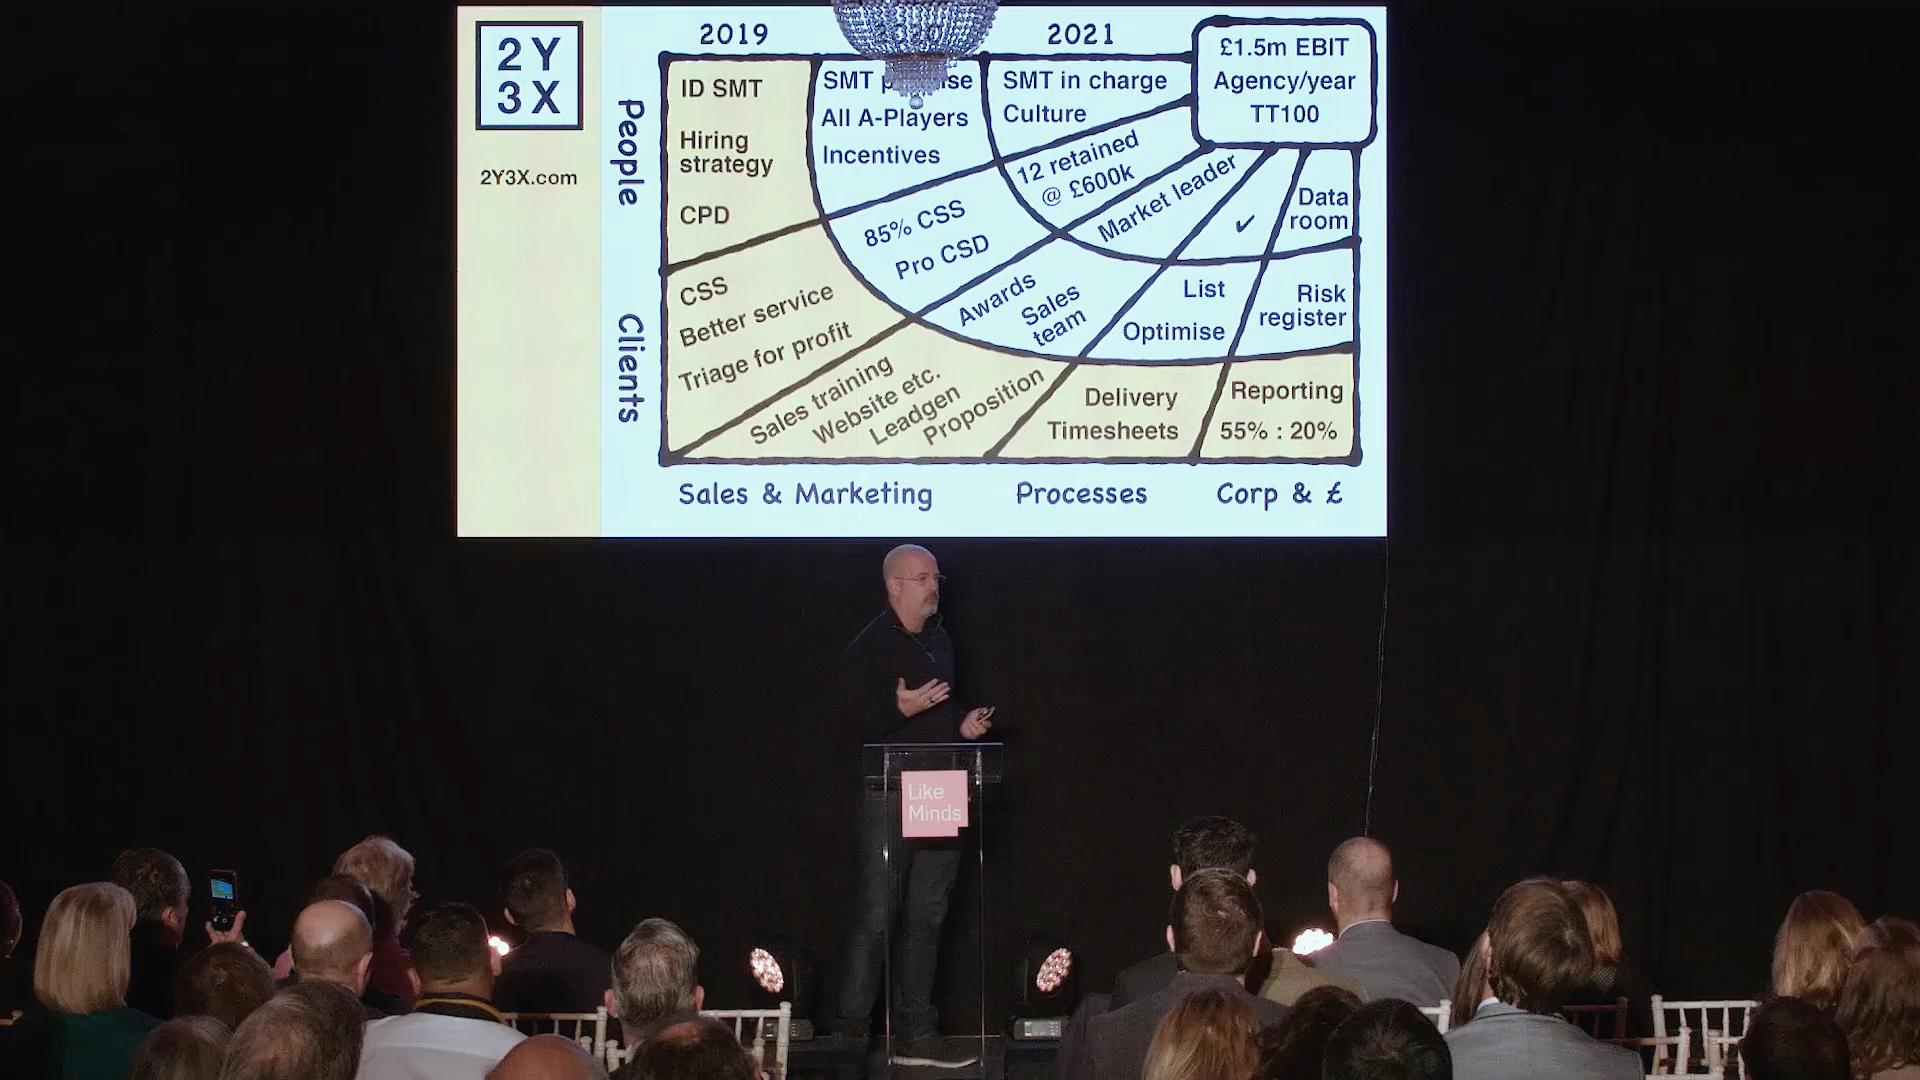 2Y
3X
2Y3X.com
2019
2021
People
Clients
ID SMT
Hiring
strategy
CPD
SMT
All A-Players
Incentives
SMT in charge
Culture
£1.5m EBIT
Agency/year
TT100
CSS
Better service
Triage for profit
85% CSS
Pro CSD
12 retained
@ £600k
Sales training
Website etc.
Leadgen
Proposition
Awards
Sales
team
Market leader
Delivery
Timesheets
List
Optimise
✓
Reporting
55% : 20%
Risk
register
Data
room
Sales & Marketing
Processes
Corp & £
Like
Minds